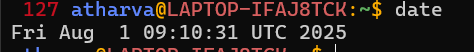 127 atharva@LAPTOP-IFAJ8TCK:~$ date
Fri Aug  1 09:10:31 UTC 2025